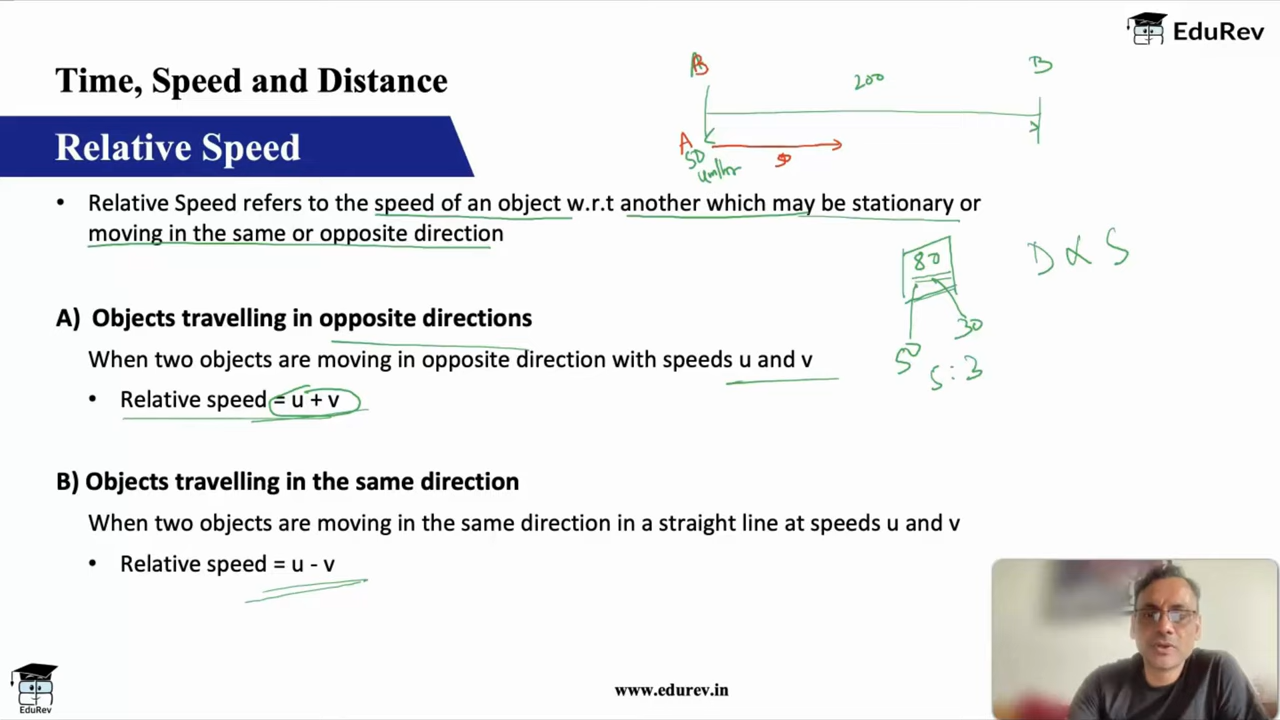 EduRev
Time, Speed and Distance
Relative Speed
• Relative Speed refers to the speed of an object w.r.t another which may be stationary or
moving in the same or opposite direction
A) Objects travelling in opposite directions
When two objects are moving in opposite direction with speeds u and v
• Relative speed = u + v
B) Objects travelling in the same direction
When two objects are moving in the same direction in a straight line at speeds u and v
• Relative speed = u - v
B
200
B
A
50
50
80
D ∝ S
50
30
5 : 3
EduRev
www.edurev.in